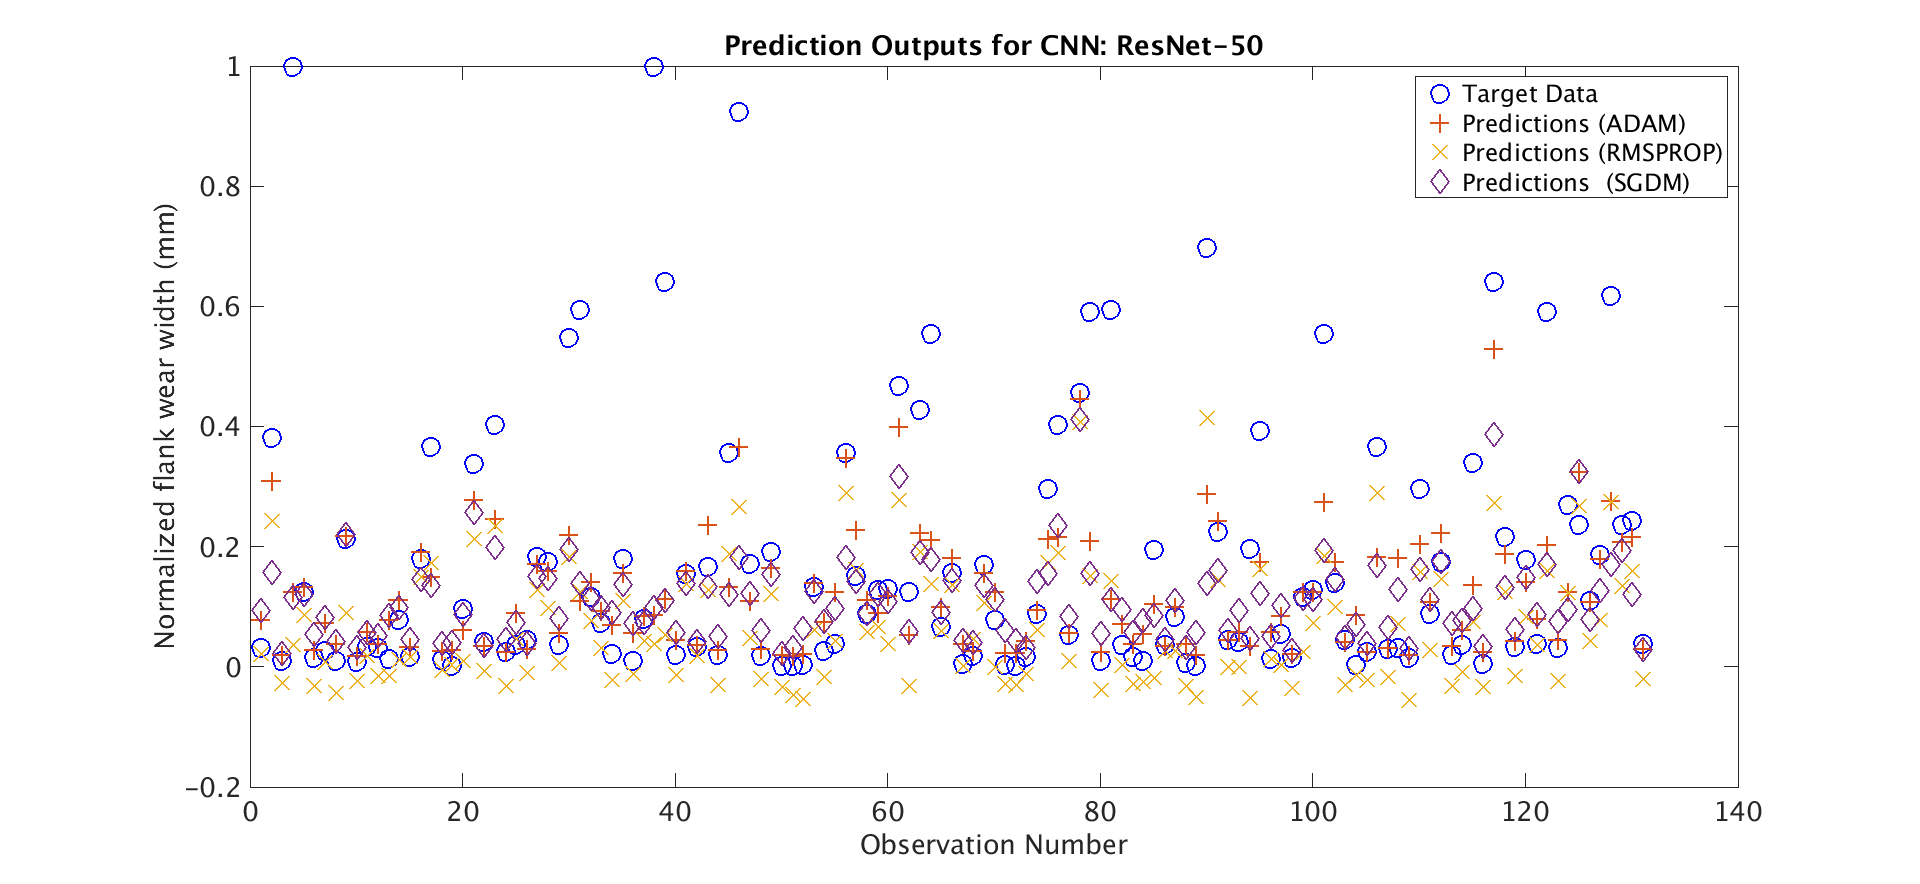 Prediction Outputs for CNN: ResNet-50
1
0.8
0.6
0.4
0.2
0
-0.2
Normalized flank wear width (mm)
Target Data
Predictions (ADAM)
Predictions (RMSPROP)
Predictions (SGDM)
0 20 40 60 80 100 120 140
Observation Number